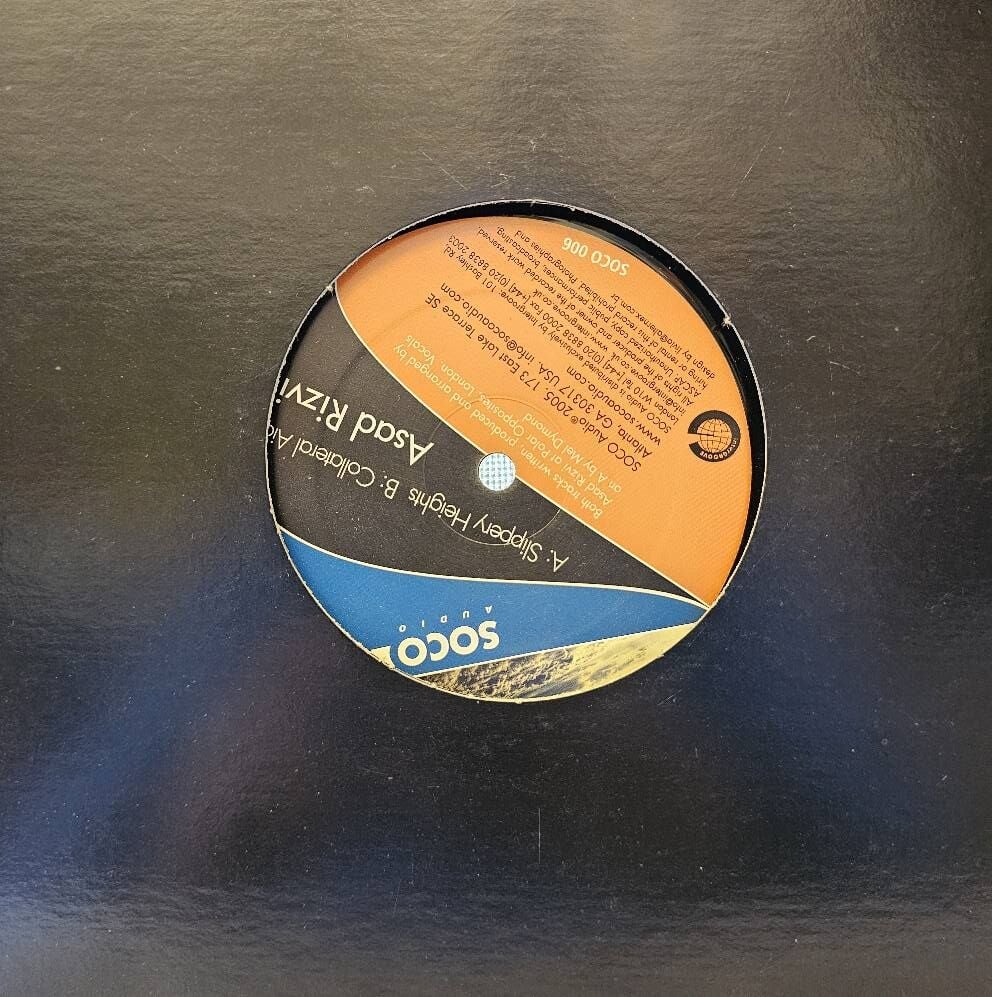 SOCO
AUDIO
A: Slippery Heights B: Collateral Aid
Asad Rizvi
Both tracks written, produced and arranged by
Asad Rizvi at Polar Opposites, London. Vocals
on A by Mel Dymond
SOCO Audio® 2005: 173 East Lake Terrace SE
Atlanta, GA 30317 USA. info@socoaudio.com
www.socoaudio.com
SOCO Audio is distributed exclusively by Intergroove: 101 Bashley Rd,
London W10 Tel [+44] [0]20 8838 2000 Fax [+44] [0]20 8838 2003
info@intergroove.co.uk www.intergroove.co.uk
ASCAP. All rights of the producer and owner of the recorded work reserved.
Unauthorized copy, public performances, broadcasting,
hiring or rental of this record prohibited. Photographies and
design by
SOCO 006
INTERGROOVE